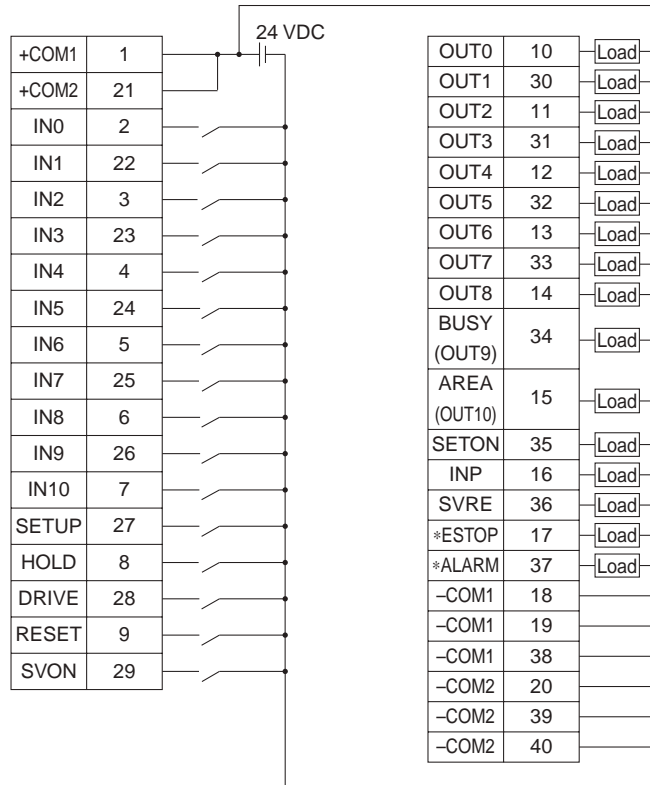 24 VDC
+COM1 1
+COM2 21
IN0 2
IN1 22
IN2 3
IN3 23
IN4 4
IN5 24
IN6 5
IN7 25
IN8 6
IN9 26
IN10 7
SETUP 27
HOLD 8
DRIVE 28
RESET 9
SVON 29
OUT0 10 Load
OUT1 30 Load
OUT2 11 Load
OUT3 31 Load
OUT4 12 Load
OUT5 32 Load
OUT6 13 Load
OUT7 33 Load
OUT8 14 Load
BUSY
(OUT9) 34 Load
AREA
(OUT10) 15 Load
SETON 35 Load
INP 16 Load
SVRE 36 Load
*ESTOP 17 Load
*ALARM 37 Load
–COM1 18
–COM1 19
–COM1 38
–COM2 20
–COM2 39
–COM2 40